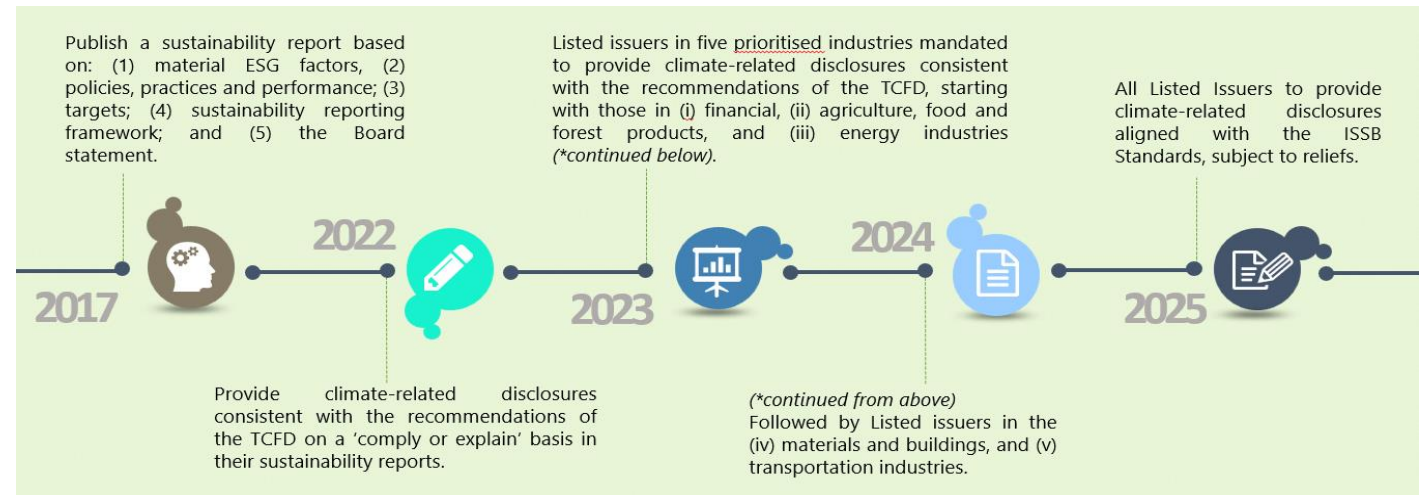 Publish a sustainability report based
on: (1) material ESG factors, (2)
policies, practices and performance; (3)
targets; (4) sustainability reporting
framework; and (5) the Board
statement.
2017
2022
Provide climate-related disclosures
consistent with the recommendations of
the TCFD on a ‘comply or explain’ basis in
their sustainability reports.
Listed issuers in five prioritised industries mandated
to provide climate-related disclosures consistent
with the recommendations of the TCFD, starting
with those in (i) financial, (ii) agriculture, food and
forest products, and (iii) energy industries
(*continued below).
2023
2024
(*continued from above)
Followed by Listed issuers in the
(iv) materials and buildings, and (v)
transportation industries.
All Listed Issuers to provide
climate-related disclosures
aligned with the ISSB
Standards, subject to reliefs.
2025